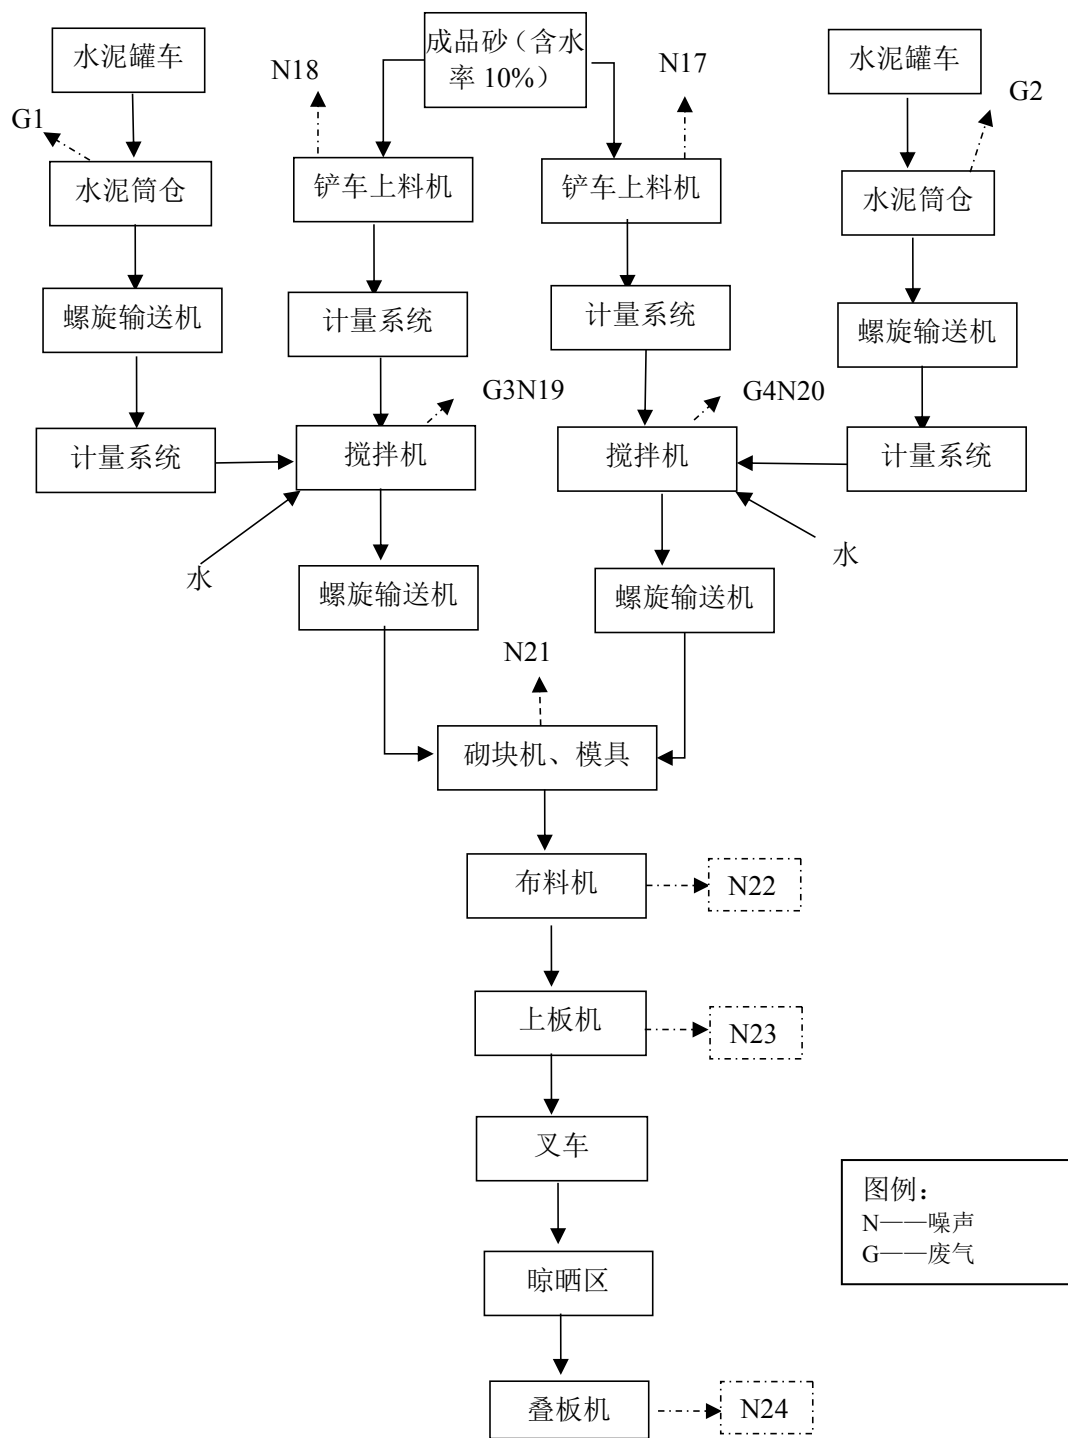 水泥罐车
成品砂（含水
率 10%）
水泥罐车
N18
N17
G1
G2
水泥筒仓
铲车上料机
铲车上料机
水泥筒仓
螺旋输送机
计量系统
计量系统
螺旋输送机
G3N19
G4N20
计量系统
搅拌机
搅拌机
计量系统
水
水
螺旋输送机
螺旋输送机
N21
砌块机、模具
布料机
N22
上板机
N23
叉车
图例：
N——噪声
G——废气
晾晒区
叠板机
N24